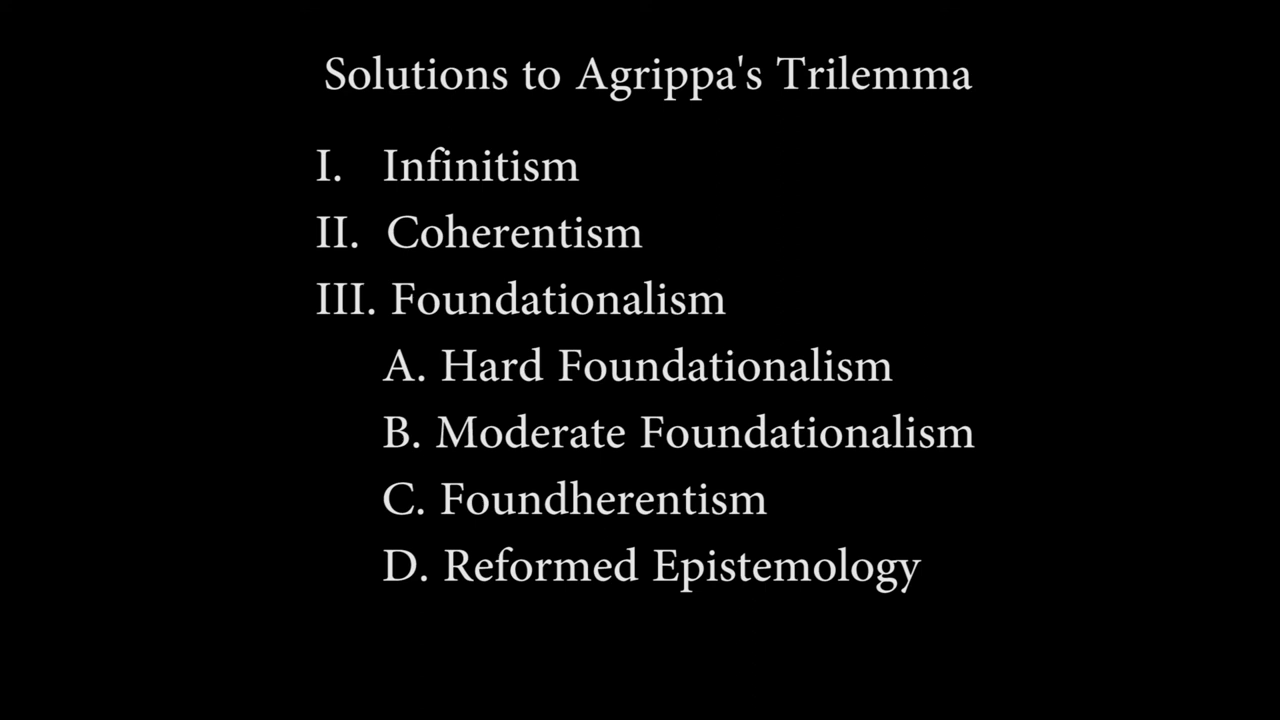 Solutions to Agrippa's Trilemma
I. Infinitism
II. Coherentism
III. Foundationalism
A. Hard Foundationalism
B. Moderate Foundationalism
C. Foundherentism
D. Reformed Epistemology